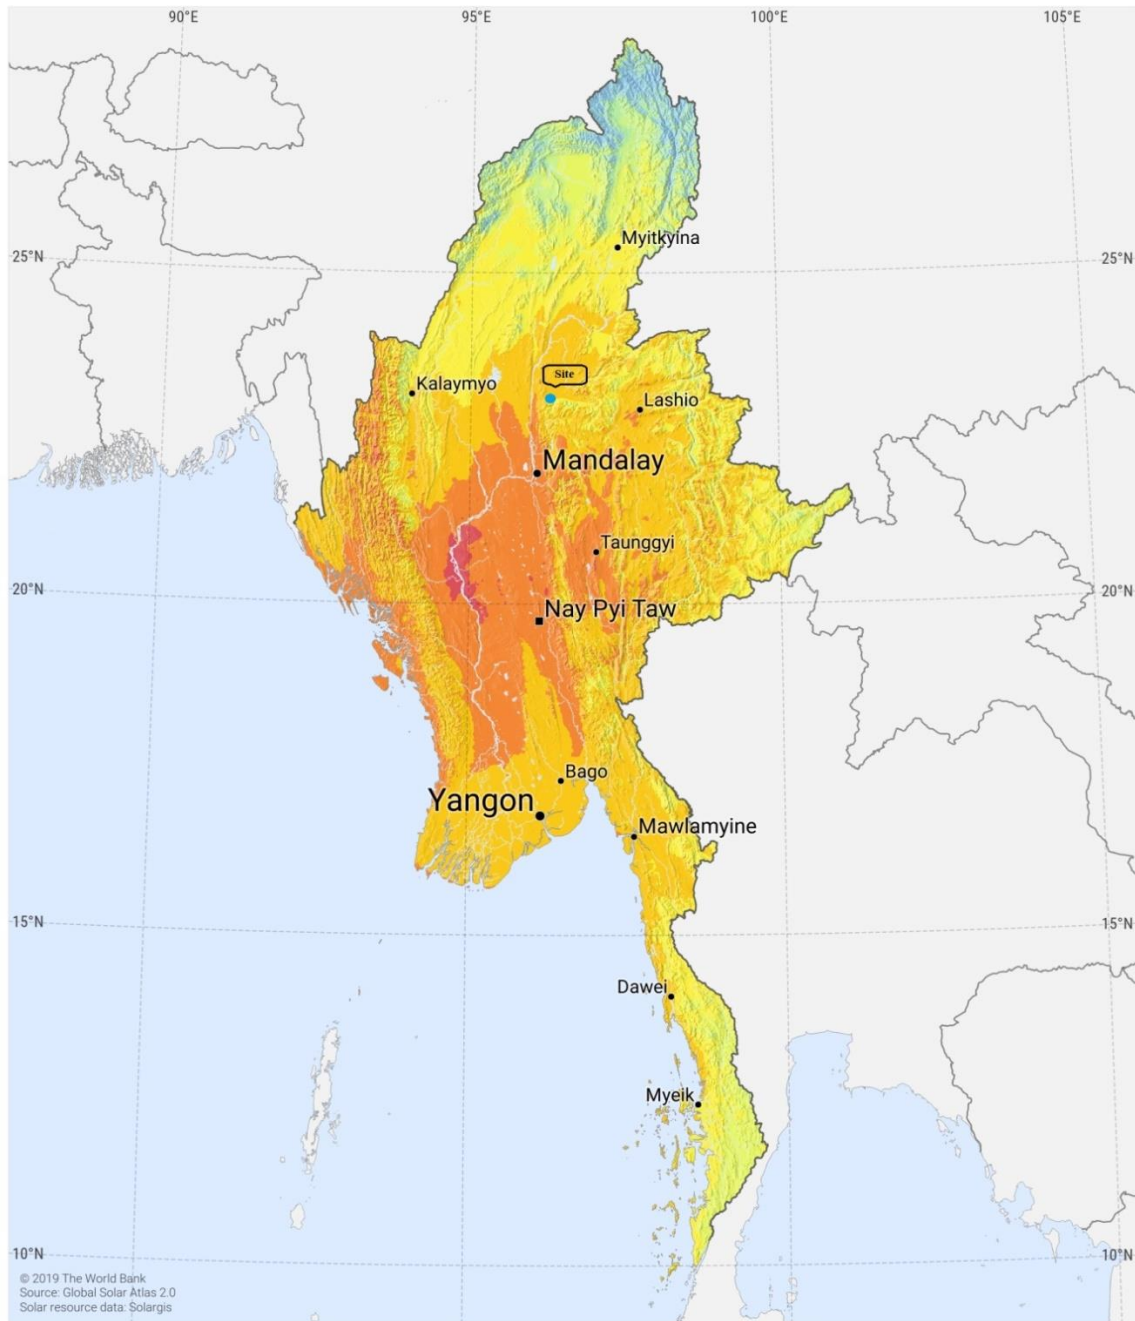 90°E 95°E 100°E 105°E
Myitkyina
25°N 25°N
Site
Kalaymyo
Lashio
Mandalay
Taunggyi
20°N 20°N
Nay Pyi Taw
Bago
Yangon
Mawlamyine
15°N 15°N
Dawei
Myeik
10°N 10°N
© 2019 The World Bank
Source: Global Solar Atlas 2.0
Solar resource data: Solargis